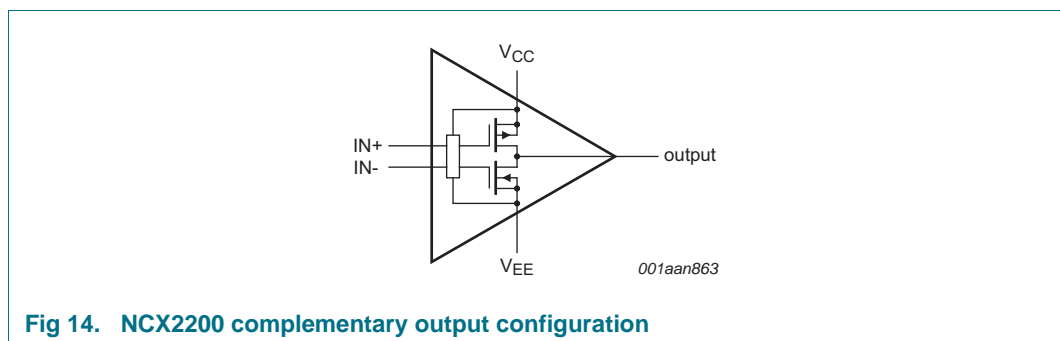 VCC
IN+
IN-
output
VEE
001aan863
Fig 14. NCX2200 complementary output configuration